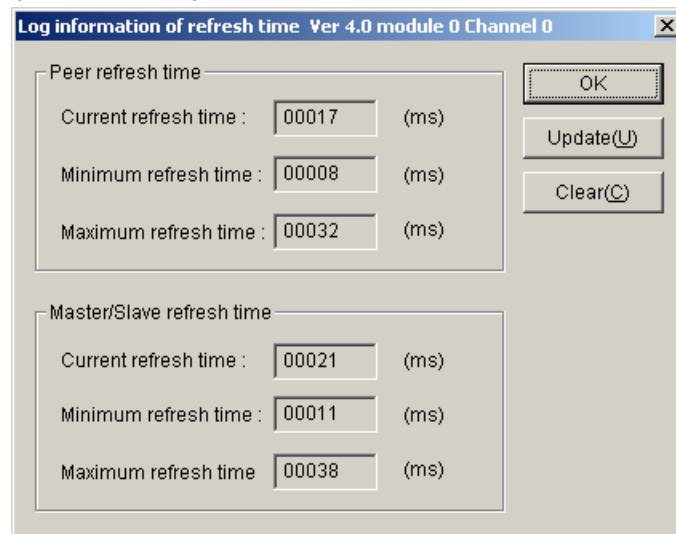 Log information of refresh time Ver 4.0 module 0 Channel 0
Peer refresh time
Current refresh time : 00017 (ms)
Minimum refresh time : 00008 (ms)
Maximum refresh time : 00032 (ms)
OK
Update(U)
Clear(C)
Master/Slave refresh time
Current refresh time : 00021 (ms)
Minimum refresh time : 00011 (ms)
Maximum refresh time 00038 (ms)